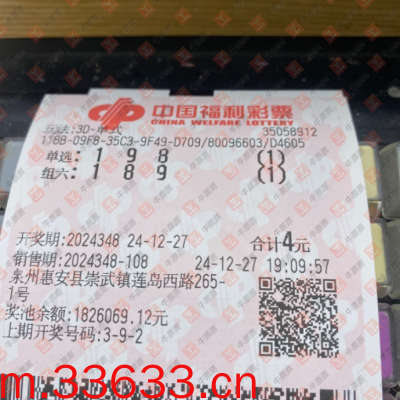 中国福利彩票
CHINA WELFARE LOTTERY
玩法:3D-单式 35058912
118B-D9F8-35C3-9F49-D709/80096603/D4605
单选: 1 9 8 (1)
组六: 1 8 9 (1)
开奖期:2024348 24-12-27 合计4元
销售期:2024348-108 24-12-27 19:09:57
泉州惠安县崇武镇莲岛西路265-
1号
奖池余额:1826069.12元
上期开奖号码:3-9-2
m.33633.cn